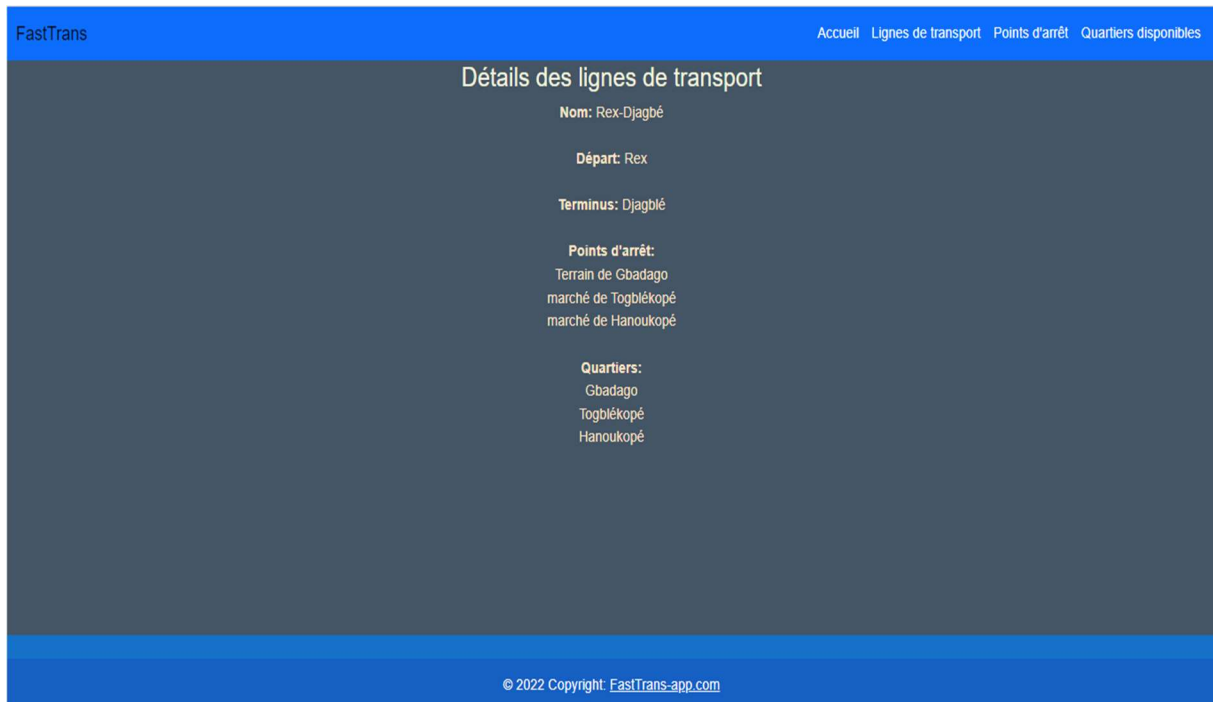 FastTrans
Accueil Lignes de transport Points d'arrêt Quartiers disponibles
Détails des lignes de transport
Nom: Rex-Djagbé
Départ: Rex
Terminus: Djagblé
Points d'arrêt:
Terrain de Gbadago
marché de Togblékopé
marché de Hanoukopé
Quartiers:
Gbadago
Togblékopé
Hanoukopé
© 2022 Copyright: FastTrans-app.com